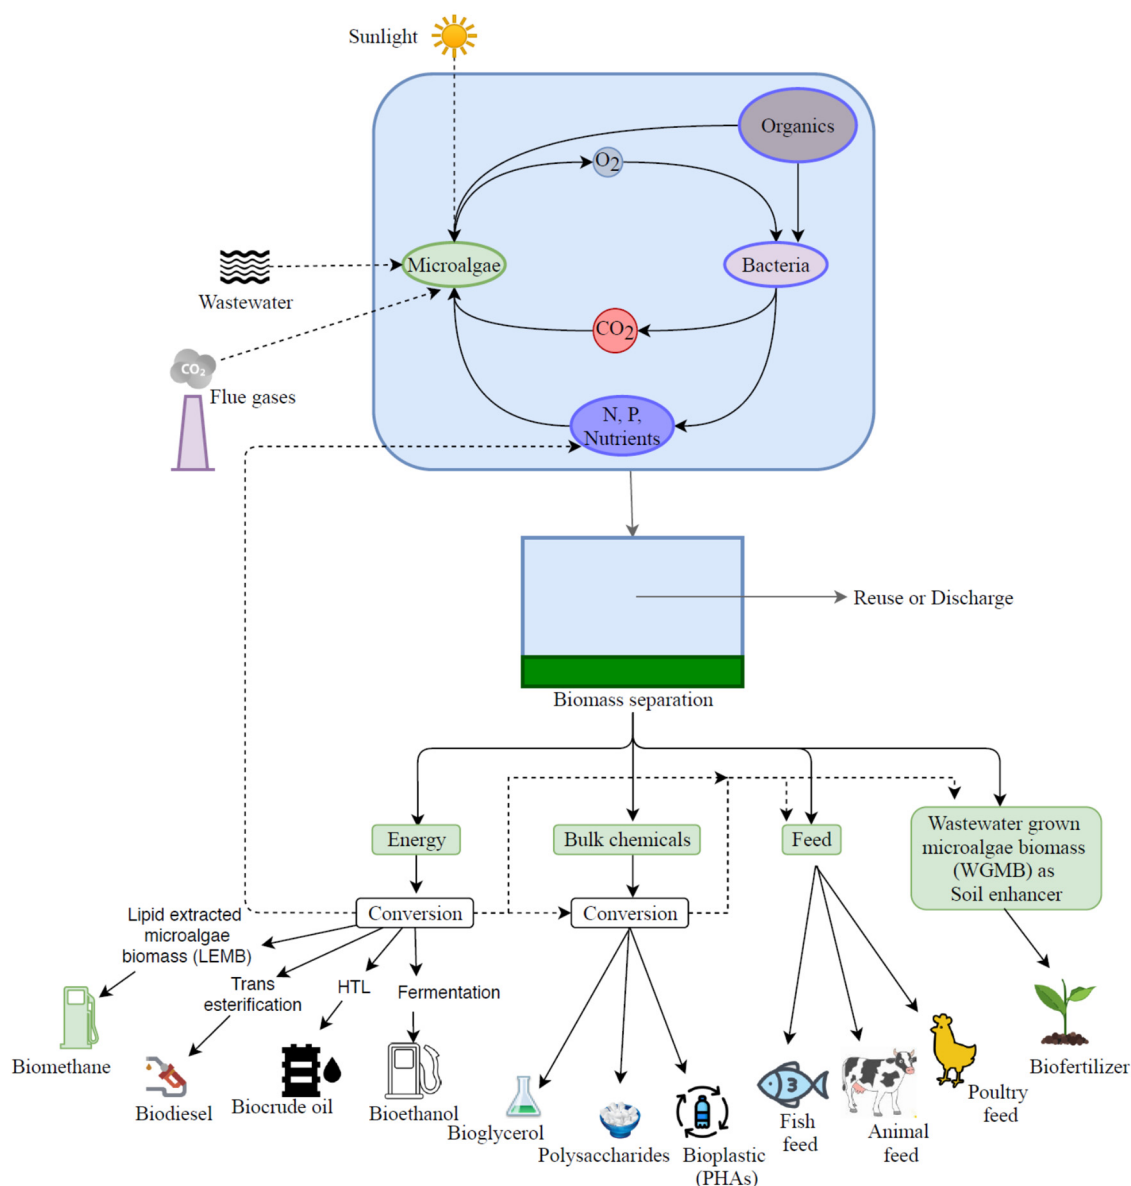 Sunlight
Organics
O2
Microalgae
Bacteria
Wastewater
CO2
CO2
Flue gases
N, P,
Nutrients
Reuse or Discharge
Biomass separation
Energy
Bulk chemicals
Feed
Wastewater grown
microalgae biomass
(WGMB) as
Soil enhancer
Conversion
Conversion
Lipid extracted
microalgae
biomass (LEMB)
Trans
esterification
HTL
Fermentation
Biomethane
Biodiesel
Biocrude oil
Bioethanol
Bioglycerol
Polysaccharides
Bioplastic
(PHAs)
Fish
feed
Animal
feed
Poultry
feed
Biofertilizer